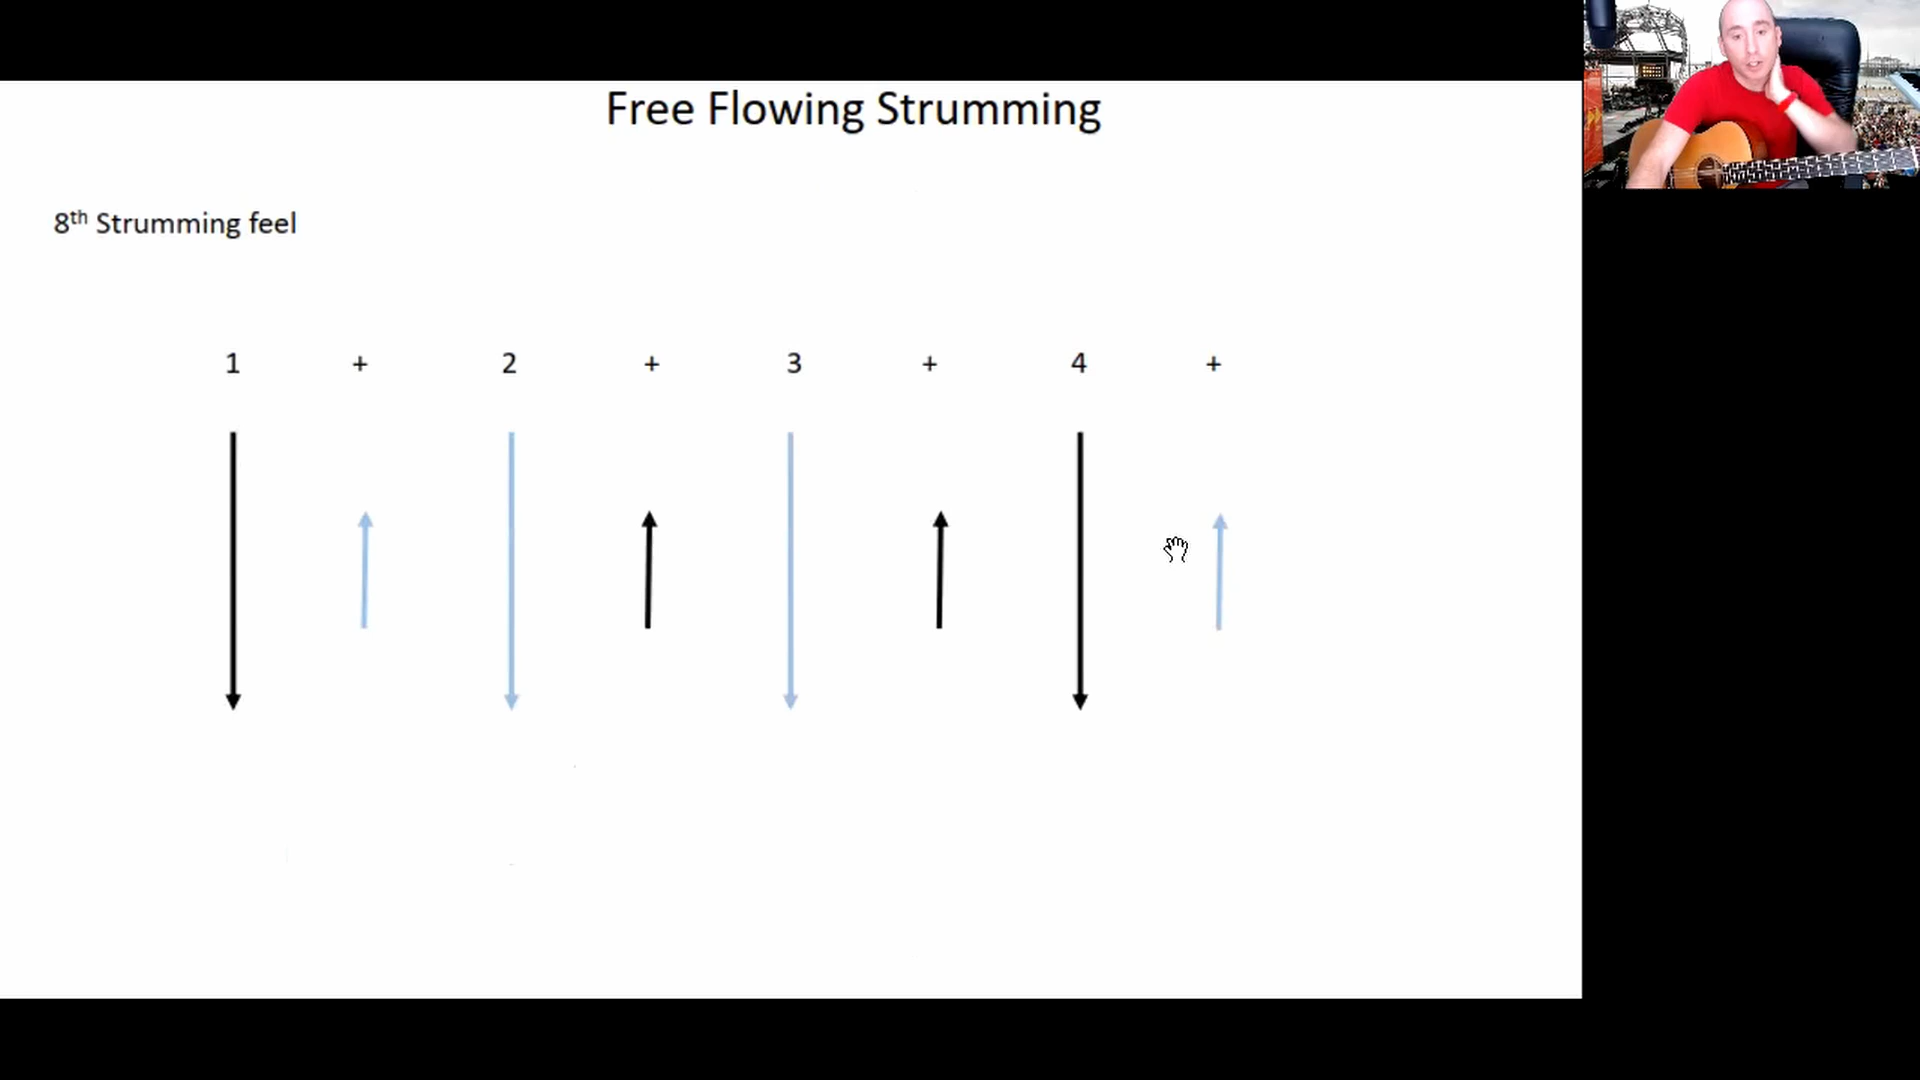 Free Flowing Strumming
8th Strumming feel
1 + 2 + 3 + 4 +